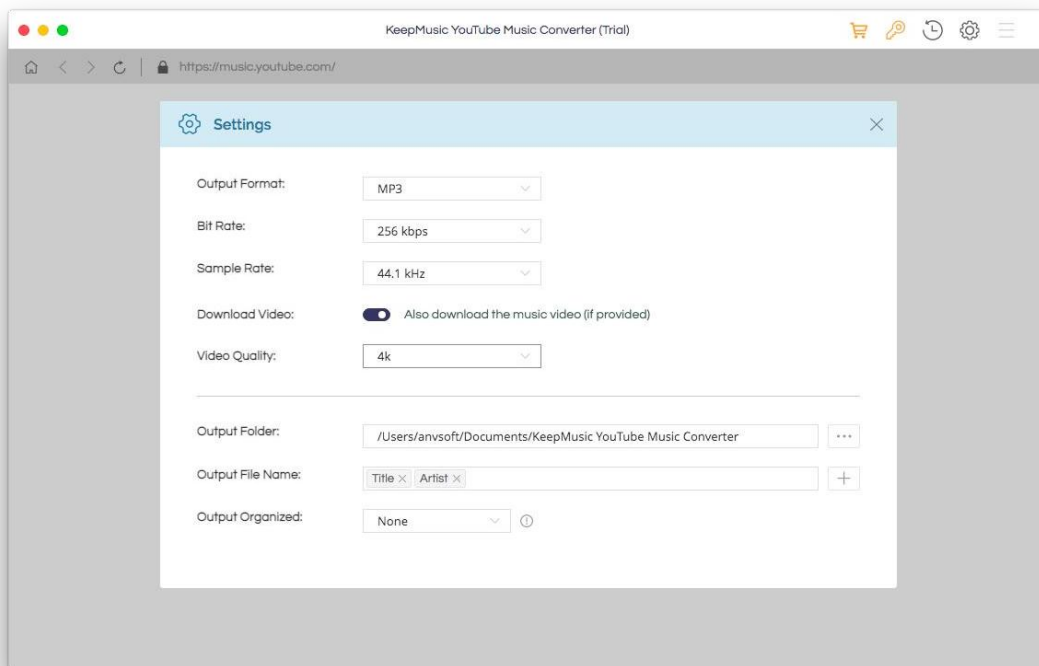 KeepMusic YouTube Music Converter (Trial)
https://music.youtube.com/
Settings
Output Format: MP3
Bit Rate: 256 kbps
Sample Rate: 44.1 kHz
Download Video: Also download the music video (if provided)
Video Quality: 4k
Output Folder: /Users/anvsoft/Documents/KeepMusic YouTube Music Converter
Output File Name: Title Artist
Output Organized: None